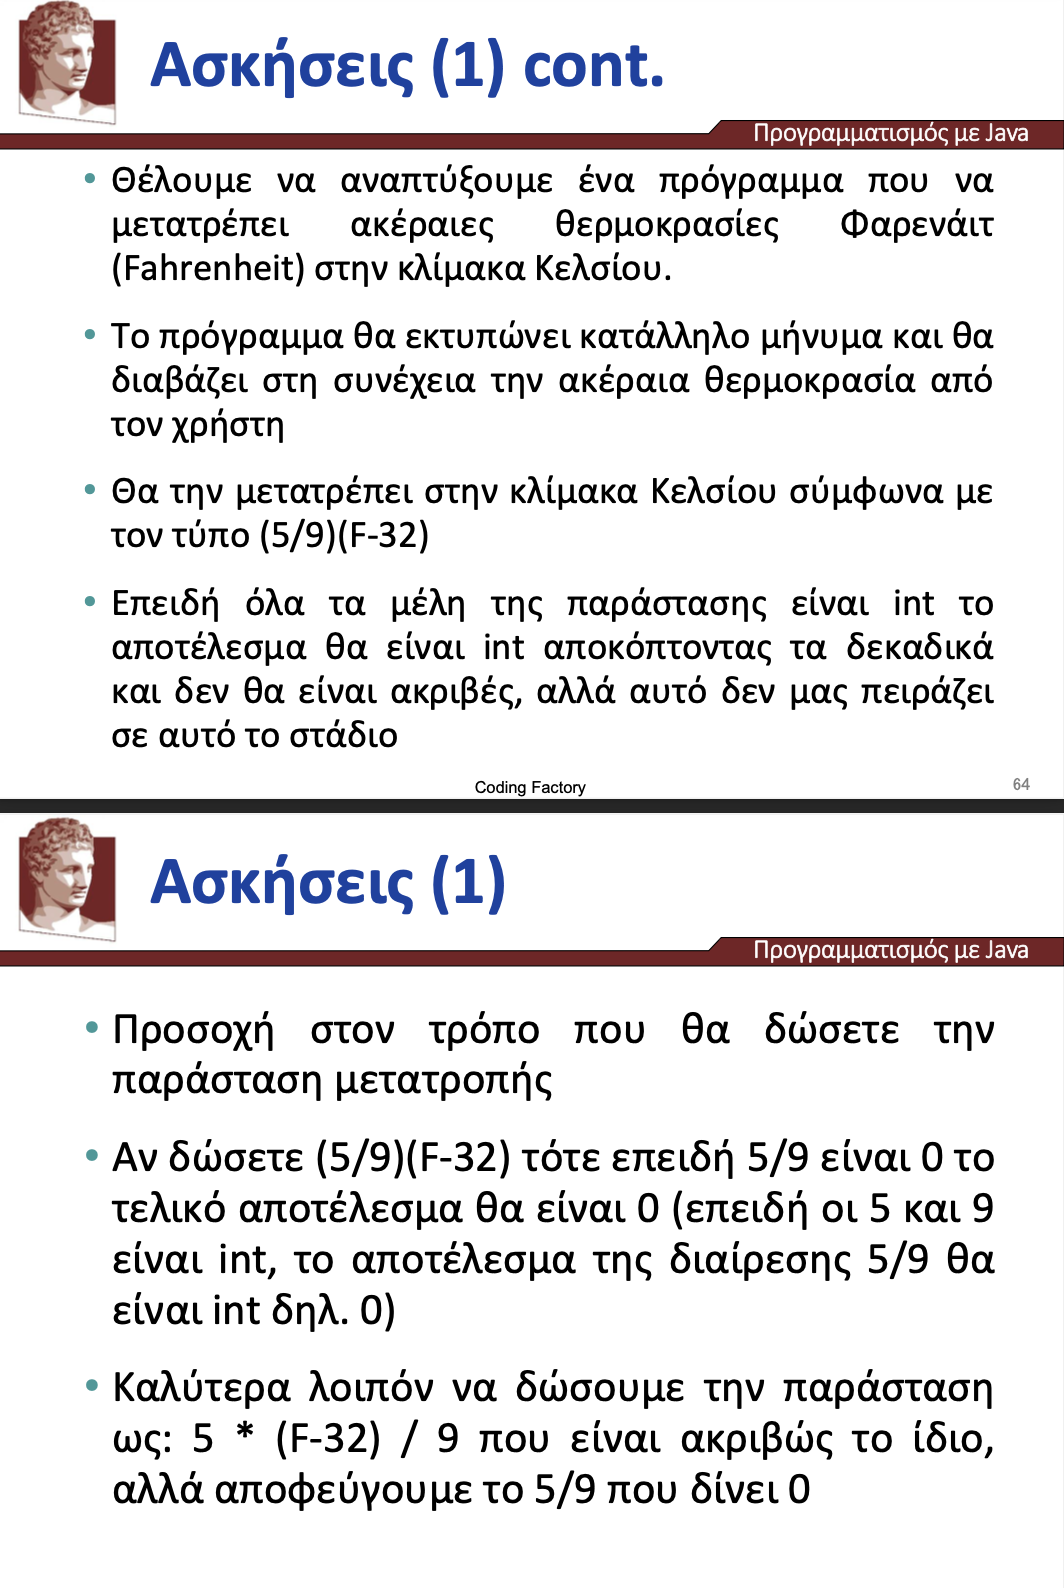 Ασκήσεις (1) cont.
Προγραμματισμός με Java
• Θέλουμε να αναπτύξουμε ένα πρόγραμμα που να
μετατρέπει ακέραιες θερμοκρασίες Φαρενάιτ
(Fahrenheit) στην κλίμακα Κελσίου.
• Το πρόγραμμα θα εκτυπώνει κατάλληλο μήνυμα και θα
διαβάζει στη συνέχεια την ακέραια θερμοκρασία από
τον χρήστη
• Θα την μετατρέπει στην κλίμακα Κελσίου σύμφωνα με
τον τύπο (5/9)(F-32)
• Επειδή όλα τα μέλη της παράστασης είναι int το
αποτέλεσμα θα είναι int αποκόπτοντας τα δεκαδικά
και δεν θα είναι ακριβές, αλλά αυτό δεν μας πειράζει
σε αυτό το στάδιο
Coding Factory
64
Ασκήσεις (1)
Προγραμματισμός με Java
• Προσοχή στον τρόπο που θα δώσετε την
παράσταση μετατροπής
• Αν δώσετε (5/9)(F-32) τότε επειδή 5/9 είναι 0 το
τελικό αποτέλεσμα θα είναι 0 (επειδή οι 5 και 9
είναι int, το αποτέλεσμα της διαίρεσης 5/9 θα
είναι int δηλ. 0)
• Καλύτερα λοιπόν να δώσουμε την παράσταση
ως: 5 * (F-32) / 9 που είναι ακριβώς το ίδιο,
αλλά αποφεύγουμε το 5/9 που δίνει 0